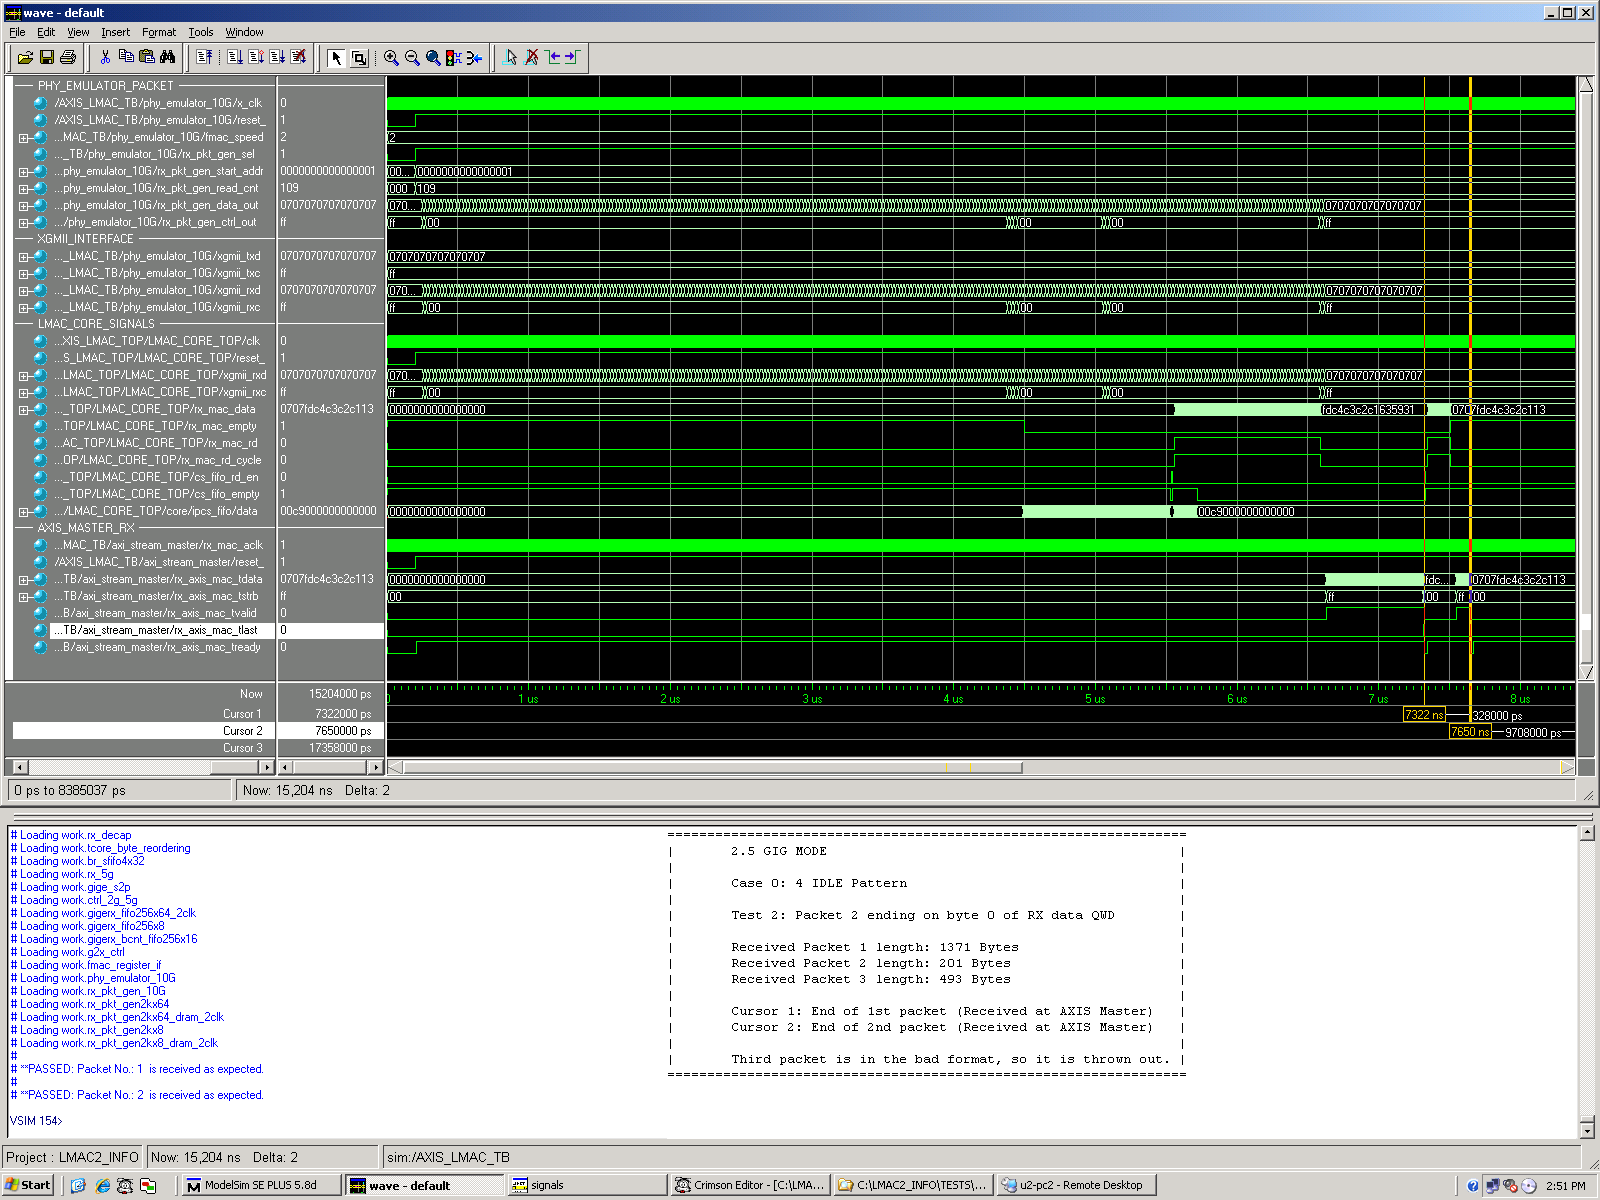 wave - default
File Edit View Insert Format Tools Window
PHY_EMULATOR_PACKET
/AXIS_LMAC_TB/phy_emulator_10G/x_clk 0
/AXIS_LMAC_TB/phy_emulator_10G/reset_ 1
...MAC_TB/phy_emulator_10G/fmac_speed 2 2
..._TB/phy_emulator_10G/rx_pkt_gen_sel 1
...phy_emulator_10G/rx_pkt_gen_start_addr 0000000000000001 00... 0000000000000001
...phy_emulator_10G/rx_pkt_gen_read_cnt 109 000 109
...phy_emulator_10G/rx_pkt_gen_data_out 0707070707070707 070... 0707070707070707
.../phy_emulator_10G/rx_pkt_gen_ctrl_out ff ff 00 00 00 ff
XGMII_INTERFACE
..._LMAC_TB/phy_emulator_10G/xgmii_txd 0707070707070707 0707070707070707
..._LMAC_TB/phy_emulator_10G/xgmii_txc ff ff
..._LMAC_TB/phy_emulator_10G/xgmii_rxd 0707070707070707 070... 0707070707070707
..._LMAC_TB/phy_emulator_10G/xgmii_rxc ff ff 00 00 00 ff
LMAC_CORE_SIGNALS
...XIS_LMAC_TOP/LMAC_CORE_TOP/clk 0
...S_LMAC_TOP/LMAC_CORE_TOP/reset_ 1
...LMAC_TOP/LMAC_CORE_TOP/xgmii_rxd 0707070707070707 070... 0707070707070707
...LMAC_TOP/LMAC_CORE_TOP/xgmii_rxc ff ff 00 00 00 ff
..._TOP/LMAC_CORE_TOP/rx_mac_data 0707fdc4c3c2c113 0000000000000000 fdc4c3c2c1635931 0707fdc4c3c2c113
...TOP/LMAC_CORE_TOP/rx_mac_empty 1
...AC_TOP/LMAC_CORE_TOP/rx_mac_rd 0
...OP/LMAC_CORE_TOP/rx_mac_rd_cycle 0
..._TOP/LMAC_CORE_TOP/cs_fifo_rd_en 0
..._TOP/LMAC_CORE_TOP/cs_fifo_empty 1
.../LMAC_CORE_TOP/core/ipcs_fifo/data 00c9000000000000 0000000000000000 00c9000000000000
AXIS_MASTER_RX
...MAC_TB/axi_stream_master/rx_mac_aclk 1
/AXIS_LMAC_TB/axi_stream_master/reset_ 1
...TB/axi_stream_master/rx_axis_mac_tdata 0707fdc4c3c2c113 0000000000000000 fdc... 0707fdc4c3c2c113
...TB/axi_stream_master/rx_axis_mac_tstrb ff 00 ff 00 ff 00
...B/axi_stream_master/rx_axis_mac_tvalid 0
...TB/axi_stream_master/rx_axis_mac_tlast 0
...B/axi_stream_master/rx_axis_mac_tready 0
Now 15204000 ps 0 1 us 2 us 3 us 4 us 5 us 6 us 7 us 8 us
Cursor 1 7322000 ps 7322 ns 328000 ps
Cursor 2 7650000 ps 7650 ns 9708000 ps
Cursor 3 17358000 ps
0 ps to 8385037 ps Now: 15,204 ns Delta: 2
# Loading work.rx_decap
# Loading work.tcore_byte_reordering
# Loading work.br_sfifo4x32
# Loading work.rx_5g
# Loading work.gige_s2p
# Loading work.ctrl_2g_5g
# Loading work.gigerx_fifo256x64_2clk
# Loading work.gigerx_fifo256x8
# Loading work.gigerx_bcnt_fifo256x16
# Loading work.g2x_ctrl
# Loading work.fmac_register_if
# Loading work.phy_emulator_10G
# Loading work.rx_pkt_gen_10G
# Loading work.rx_pkt_gen2kx64
# Loading work.rx_pkt_gen2kx64_dram_2clk
# Loading work.rx_pkt_gen2kx8
# Loading work.rx_pkt_gen2kx8_dram_2clk
#
# **PASSED: Packet No.: 1 is received as expected.
#
# **PASSED: Packet No.: 2 is received as expected.
VSIM 154>
2.5 GIG MODE
Case 0: 4 IDLE Pattern
Test 2: Packet 2 ending on byte 0 of RX data QWD
Received Packet 1 length: 1371 Bytes
Received Packet 2 length: 201 Bytes
Received Packet 3 length: 493 Bytes
Cursor 1: End of 1st packet (Received at AXIS Master)
Cursor 2: End of 2nd packet (Received at AXIS Master)
Third packet is in the bad format, so it is thrown out.
Project : LMAC2_INFO Now: 15,204 ns Delta: 2 sim:/AXIS_LMAC_TB
Start ModelSim SE PLUS 5.8d wave - default signals Crimson Editor - [C:\LMA... C:\LMAC2_INFO\TESTS\... u2-pc2 - Remote Desktop 2:51 PM